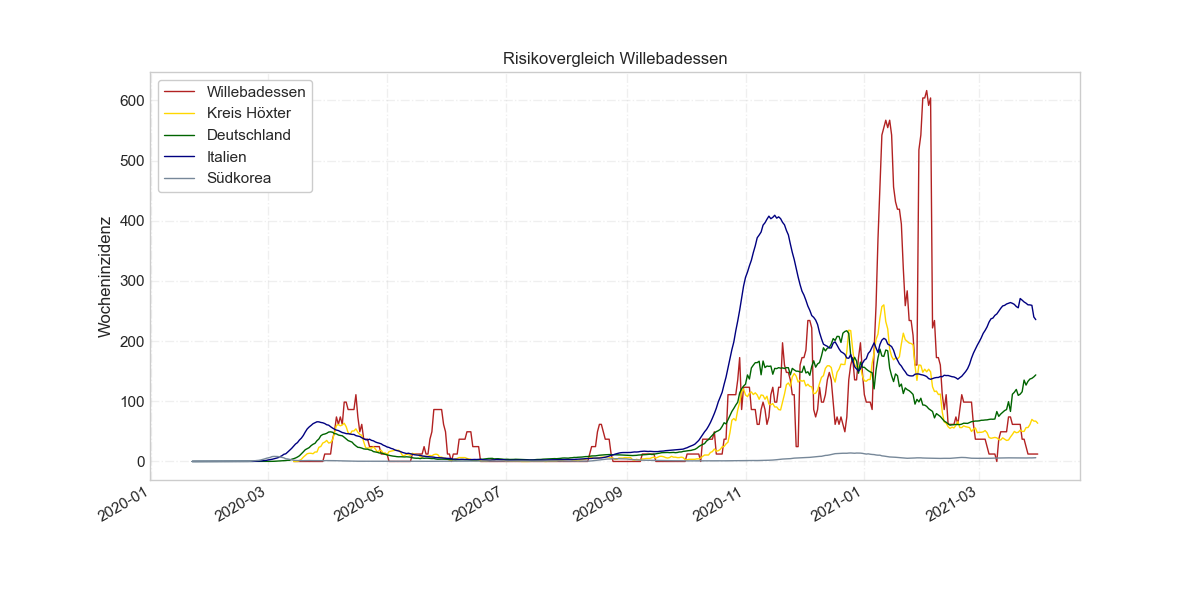 Risikovergleich Willebadessen
Willebadessen
Kreis Höxter
Deutschland
Italien
Südkorea
Wocheninzidenz
600
500
400
300
200
100
0
2020-01
2020-03
2020-05
2020-07
2020-09
2020-11
2021-01
2021-03